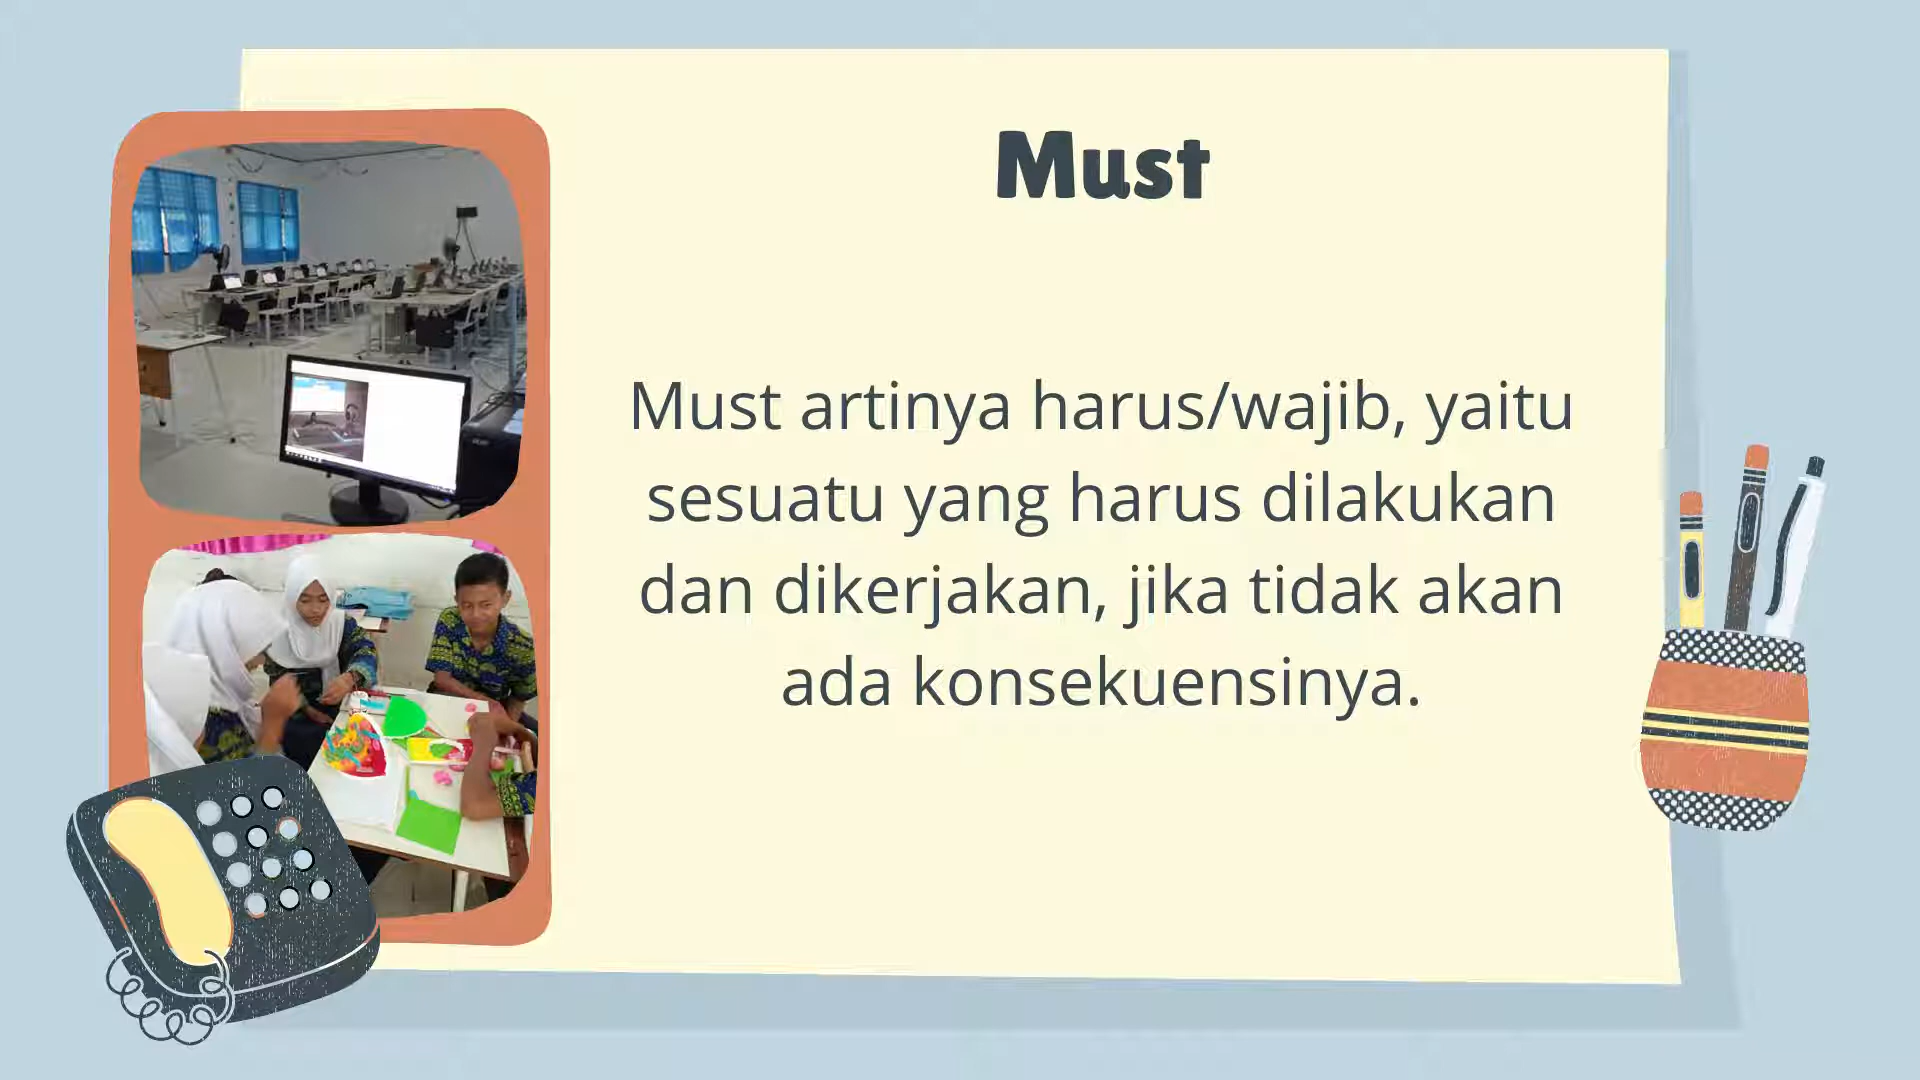 Must
Must artinya harus/wajib, yaitu
sesuatu yang harus dilakukan
dan dikerjakan, jika tidak akan
ada konsekuensinya.